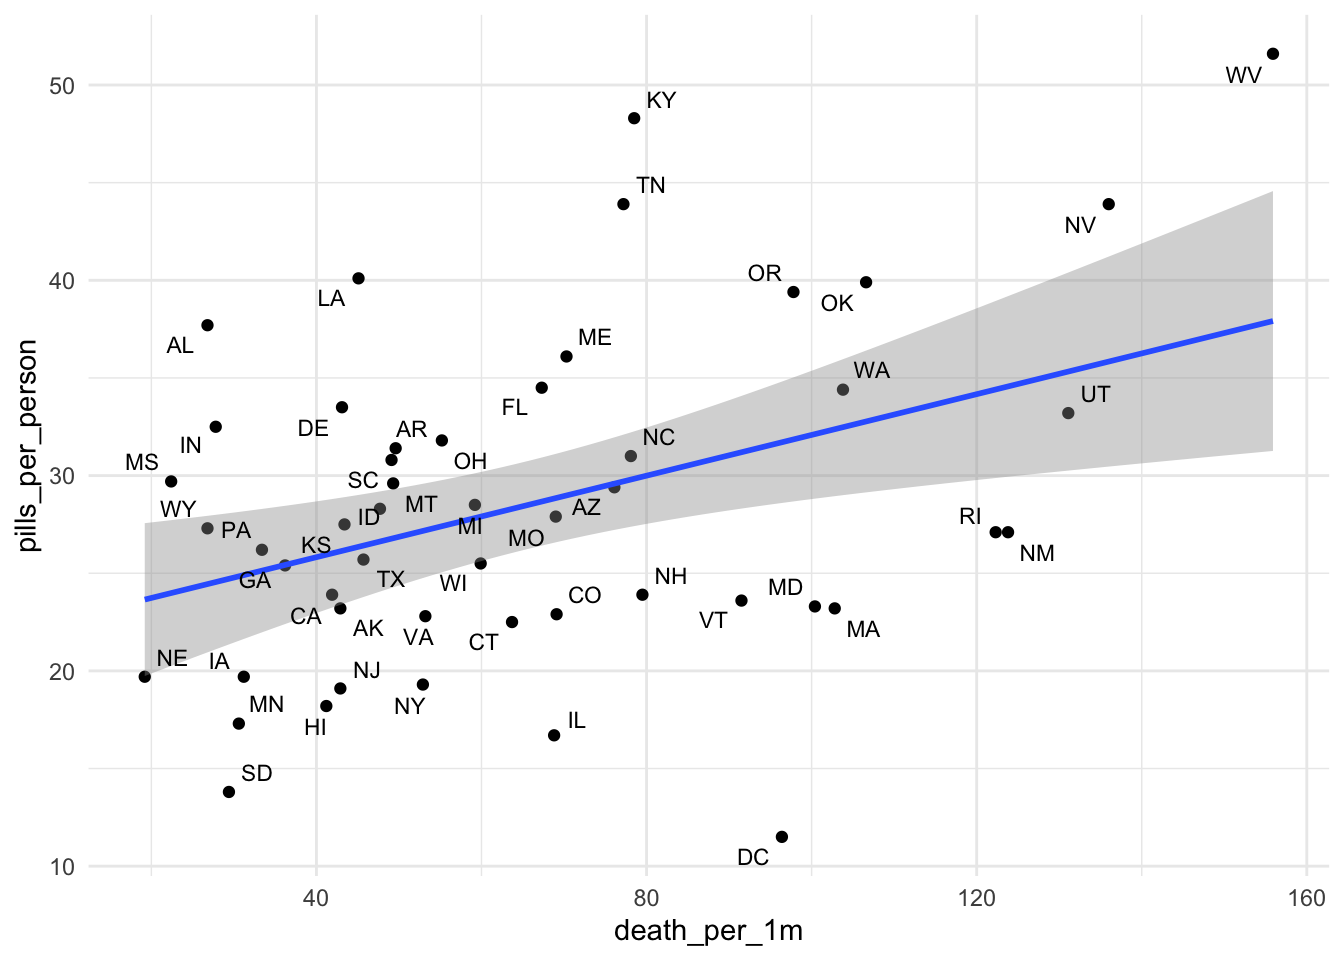 50
40
30
20
10
pills_per_person
WV
KY
TN
NV
OR
OK
LA
AL
ME
WA
FL
UT
DE
AR
IN
NC
MS
OH
SC
WY
MT
AZ
ID
PA
MI
RI
MO
KS
NM
GA
TX
WI
NH
MD
CO
CA
AK
VT
VA
MA
CT
NE
IA
NJ
MN
NY
HI
IL
SD
DC
40
80
120
160
death_per_1m